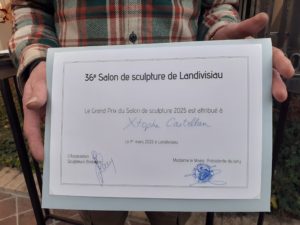 36e Salon de sculpture de Landivisiau
Le Grand Prix du Salon de sculpture 2025 est attribué à
Xtophe Castellan
Le 1er mars 2025 à Landivisiau
L'Association
Sculpteurs Bretagne
Madame le Maire, Présidente du jury